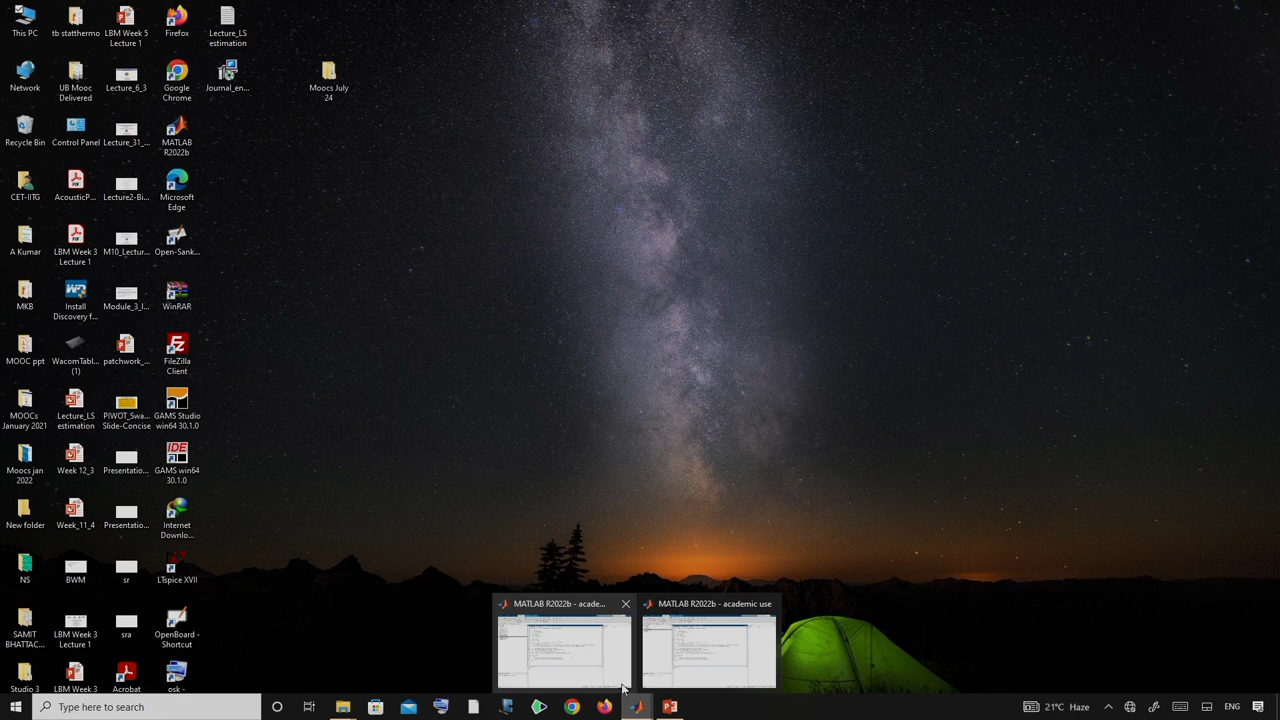 This PC
tb statthermo
LBM Week 5
Lecture 1
Firefox
Lecture_LS
estimation
Network
UB Mooc
Delivered
Lecture_6_3
Google
Chrome
Journal_en...
Moocs July
24
Recycle Bin
Control Panel
Lecture_31_...
MATLAB
R2022b
CET-IITG
AcousticP...
Lecture2-Bi...
Microsoft
Edge
A Kumar
LBM Week 3
Lecture 1
M10_Lectur...
Open-Sank...
MKB
Install
Discovery f...
Module_3_I...
WinRAR
MOOC ppt
WacomTabl...
(1)
patchwork_...
FileZilla
Client
MOOCs
January 2021
Lecture_LS
estimation
PIWOT_Swa...
Slide-Concise
GAMS Studio
win64 30.1.0
Moocs jan
2022
Week 12_3
Presentatio...
IDE
GAMS win64
30.1.0
New folder
Week_11_4
Presentatio...
Internet
Downlo...
NS
BWM
sr
LTspice XVII
SAMIT
BHATTAC...
LBM Week 3
Lecture 1
sra
OpenBoard -
Shortcut
Studio 3
LBM Week 3
Acrobat
osk -
MATLAB R2022b - acade...
MATLAB R2022b - academic use
Type here to search
21°C Haze
ENG